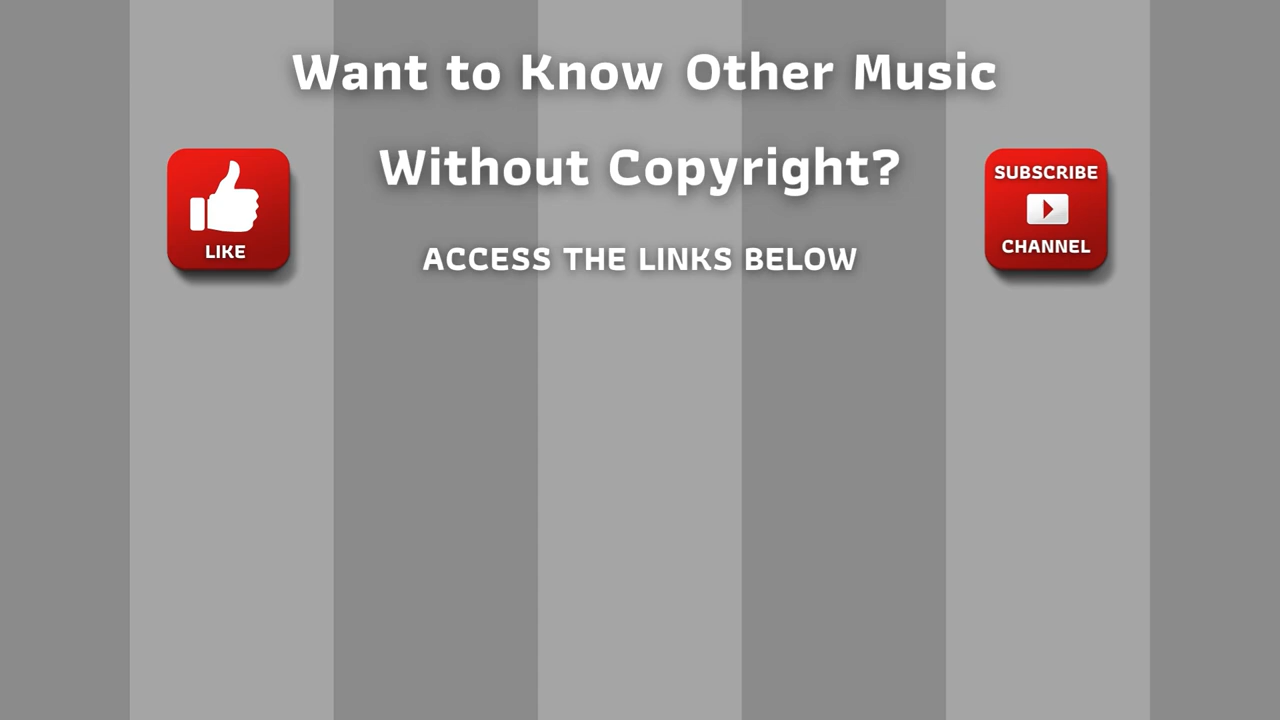 Want to Know Other Music
Without Copyright?
LIKE
SUBSCRIBE
CHANNEL
ACCESS THE LINKS BELOW